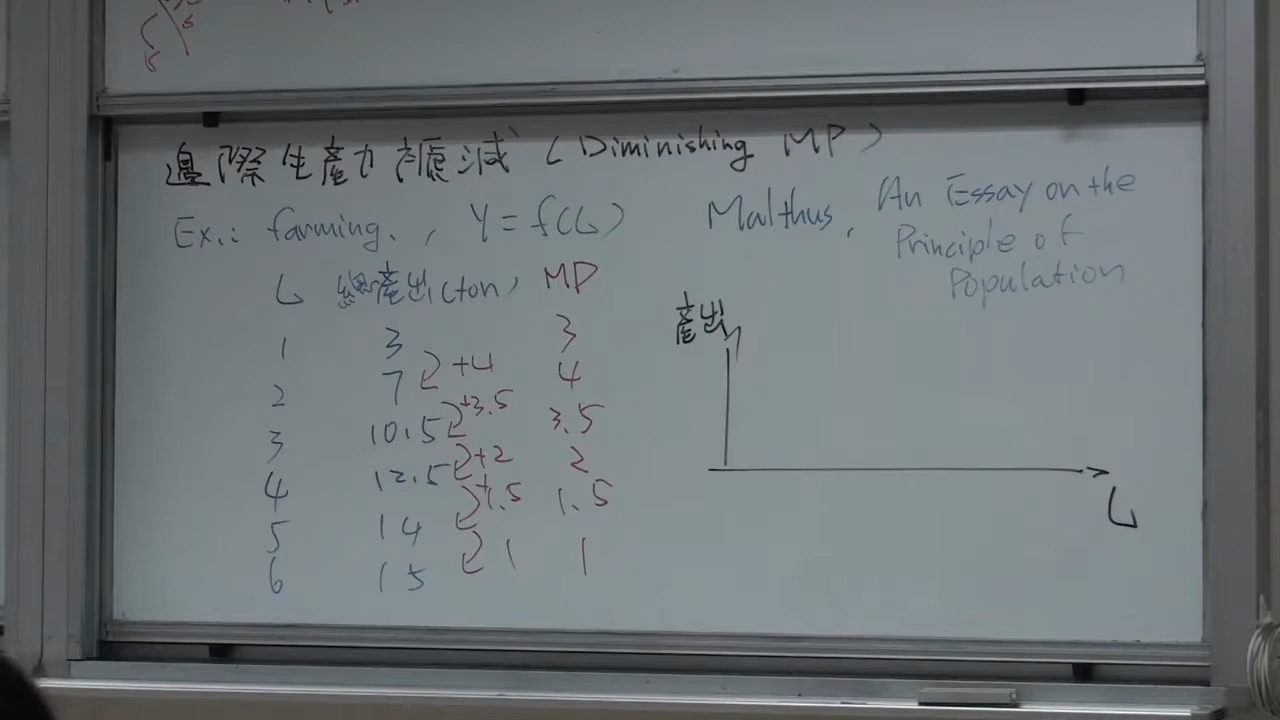 邊際生產力遞減 (Diminishing MP)
Ex.: farming, , Y = f(L)
L 總產出(ton) MP
1 3 3
+4
2 7 4
+3.5
3 10.5 3.5
+2
4 12.5 2
+1.5
5 14 1.5
1
6 15 1
Malthus, An Essay on the
Principle of
Population
產出
L